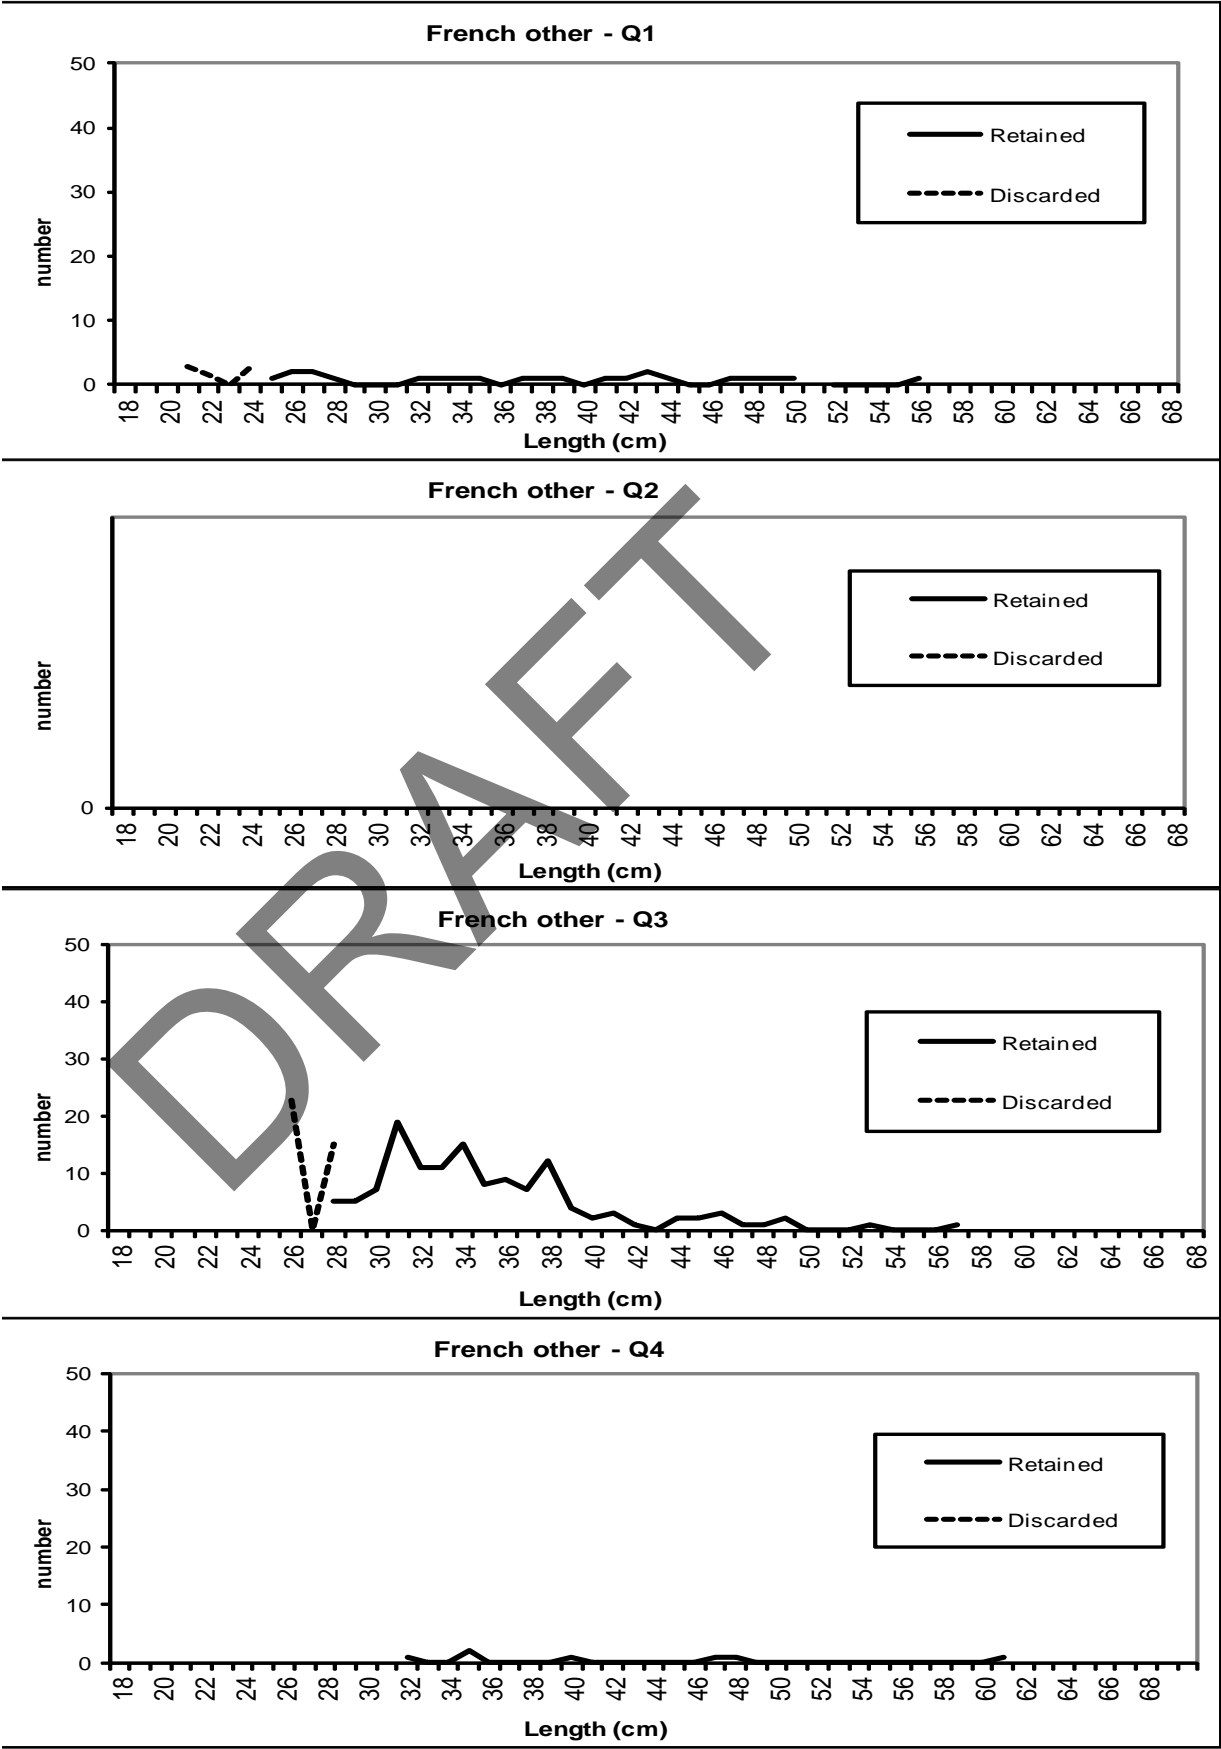 French other - Q1
50
40
30
20
10
0
number
Retained
Discarded
18 20 22 24 26 28 30 32 34 36 38 40 42 44 46 48 50 52 54 56 58 60 62 64 66 68
Length (cm)
French other - Q2
number
Retained
Discarded
0
18 20 22 24 26 28 30 32 34 36 38 40 42 44 46 48 50 52 54 56 58 60 62 64 66 68
Length (cm)
DRAFT
French other - Q3
50
40
30
20
10
0
number
Retained
Discarded
18 20 22 24 26 28 30 32 34 36 38 40 42 44 46 48 50 52 54 56 58 60 62 64 66 68
Length (cm)
French other - Q4
50
40
30
20
10
0
number
Retained
Discarded
18 20 22 24 26 28 30 32 34 36 38 40 42 44 46 48 50 52 54 56 58 60 62 64 66 68
Length (cm)